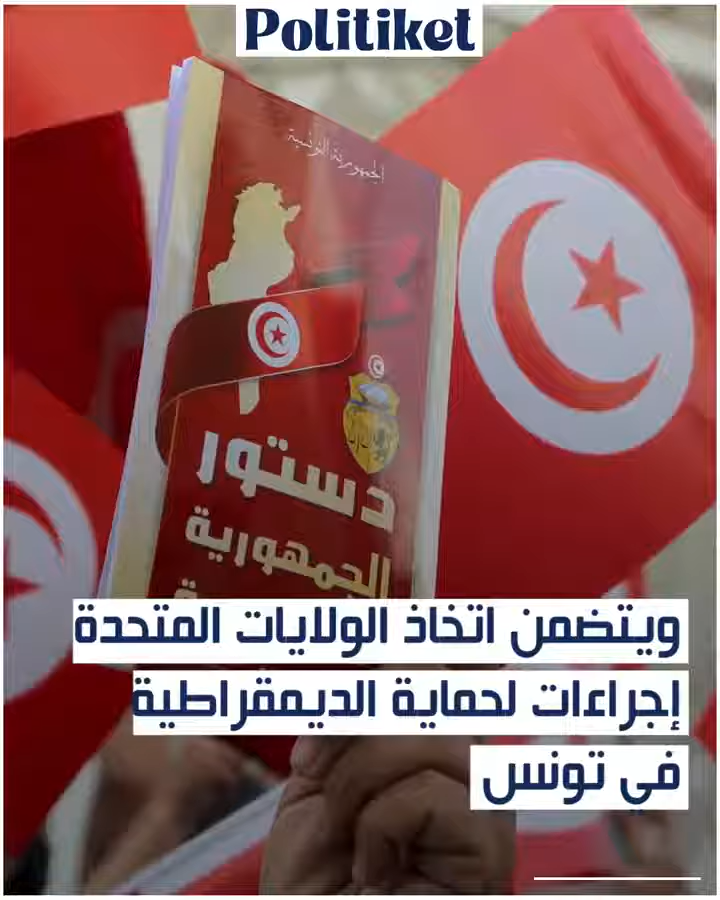 Politiket
الجمهورية التونسية
دستور
الجمهورية
ويتضمن اتخاذ الولايات المتحدة
إجراءات لحماية الديمقراطية
في تونس